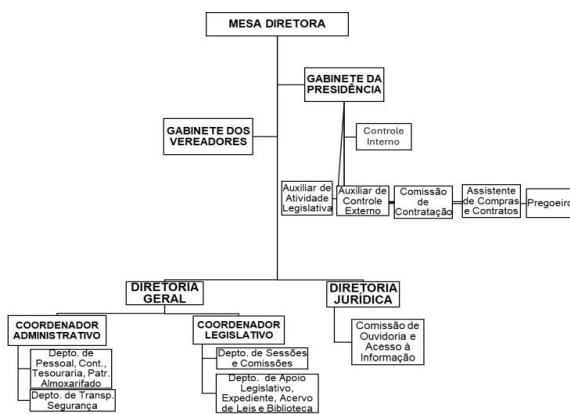 MESA DIRETORA
GABINETE DA
PRESIDÊNCIA
GABINETE DOS
VEREADORES
Controle
Interno
Auxiliar de
Atividade
Legislativa
Auxiliar de
Controle
Externo
Comissão
de
Contratação
Assistente
de Compras
e Contratos
Pregoeiro
DIRETORIA
GERAL
DIRETORIA
JURÍDICA
COORDENADOR
ADMINISTRATIVO
COORDENADOR
LEGISLATIVO
Comissão de
Ouvidoria e
Acesso à
Informação
Depto. de
Pessoal, Cont.,
Tesouraria, Patr.
Almoxarifado
Depto. de Transp.
Segurança
Depto. de Sessões
e Comissões
Depto. de Apoio
Legislativo,
Expediente, Acervo
de Leis e Biblioteca